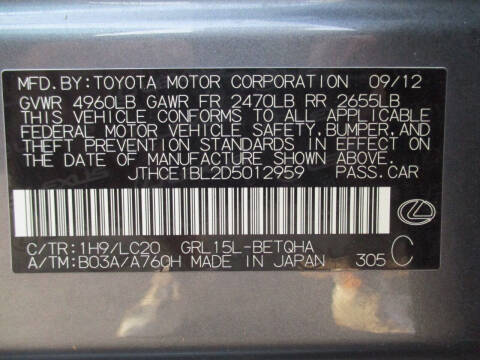 MFD.BY:TOYOTA MOTOR CORPORATION 09/12
GVWR 4960LB GAWR FR 2470LB RR 2655LB
THIS VEHICLE CONFORMS TO ALL APPLICABLE
FEDERAL MOTOR VEHICLE SAFETY,BUMPER,AND
THEFT PREVENTION STANDARDS IN EFFECT ON
THE DATE OF MANUFACTURE SHOWN ABOVE.
JTHCE1BL2D5012959 PASS.CAR
C/TR:1H9/LC20 GRL15L-BETQHA C
A/TM:B03A/A760H MADE IN JAPAN 305